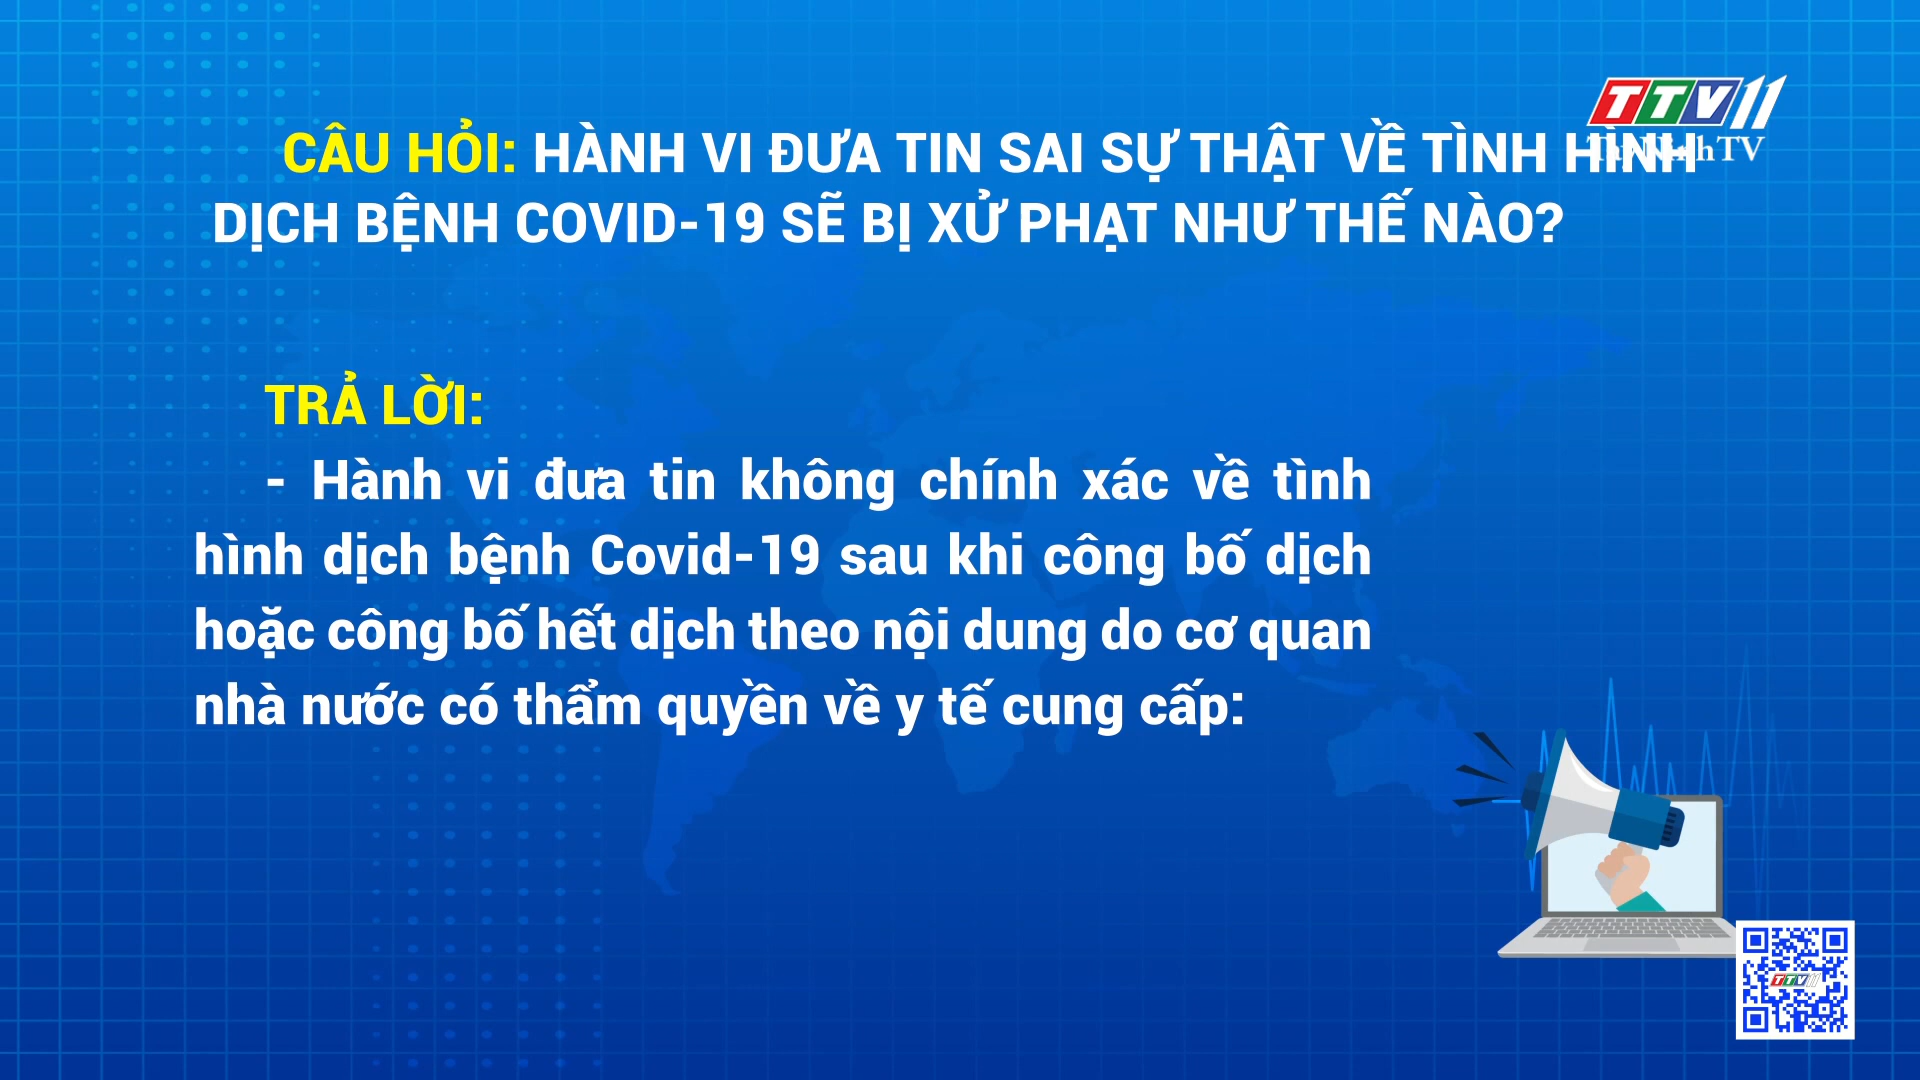 TTV11
CÂU HỎI: HÀNH VI ĐƯA TIN SAI SỰ THẬT VỀ TÌNH HÌNH
TâyNinhTV
DỊCH BỆNH COVID-19 SẼ BỊ XỬ PHẠT NHƯ THẾ NÀO?
TRẢ LỜI:
- Hành vi đưa tin không chính xác về tình
hình dịch bệnh Covid-19 sau khi công bố dịch
hoặc công bố hết dịch theo nội dung do cơ quan
nhà nước có thẩm quyền về y tế cung cấp:
TTV11